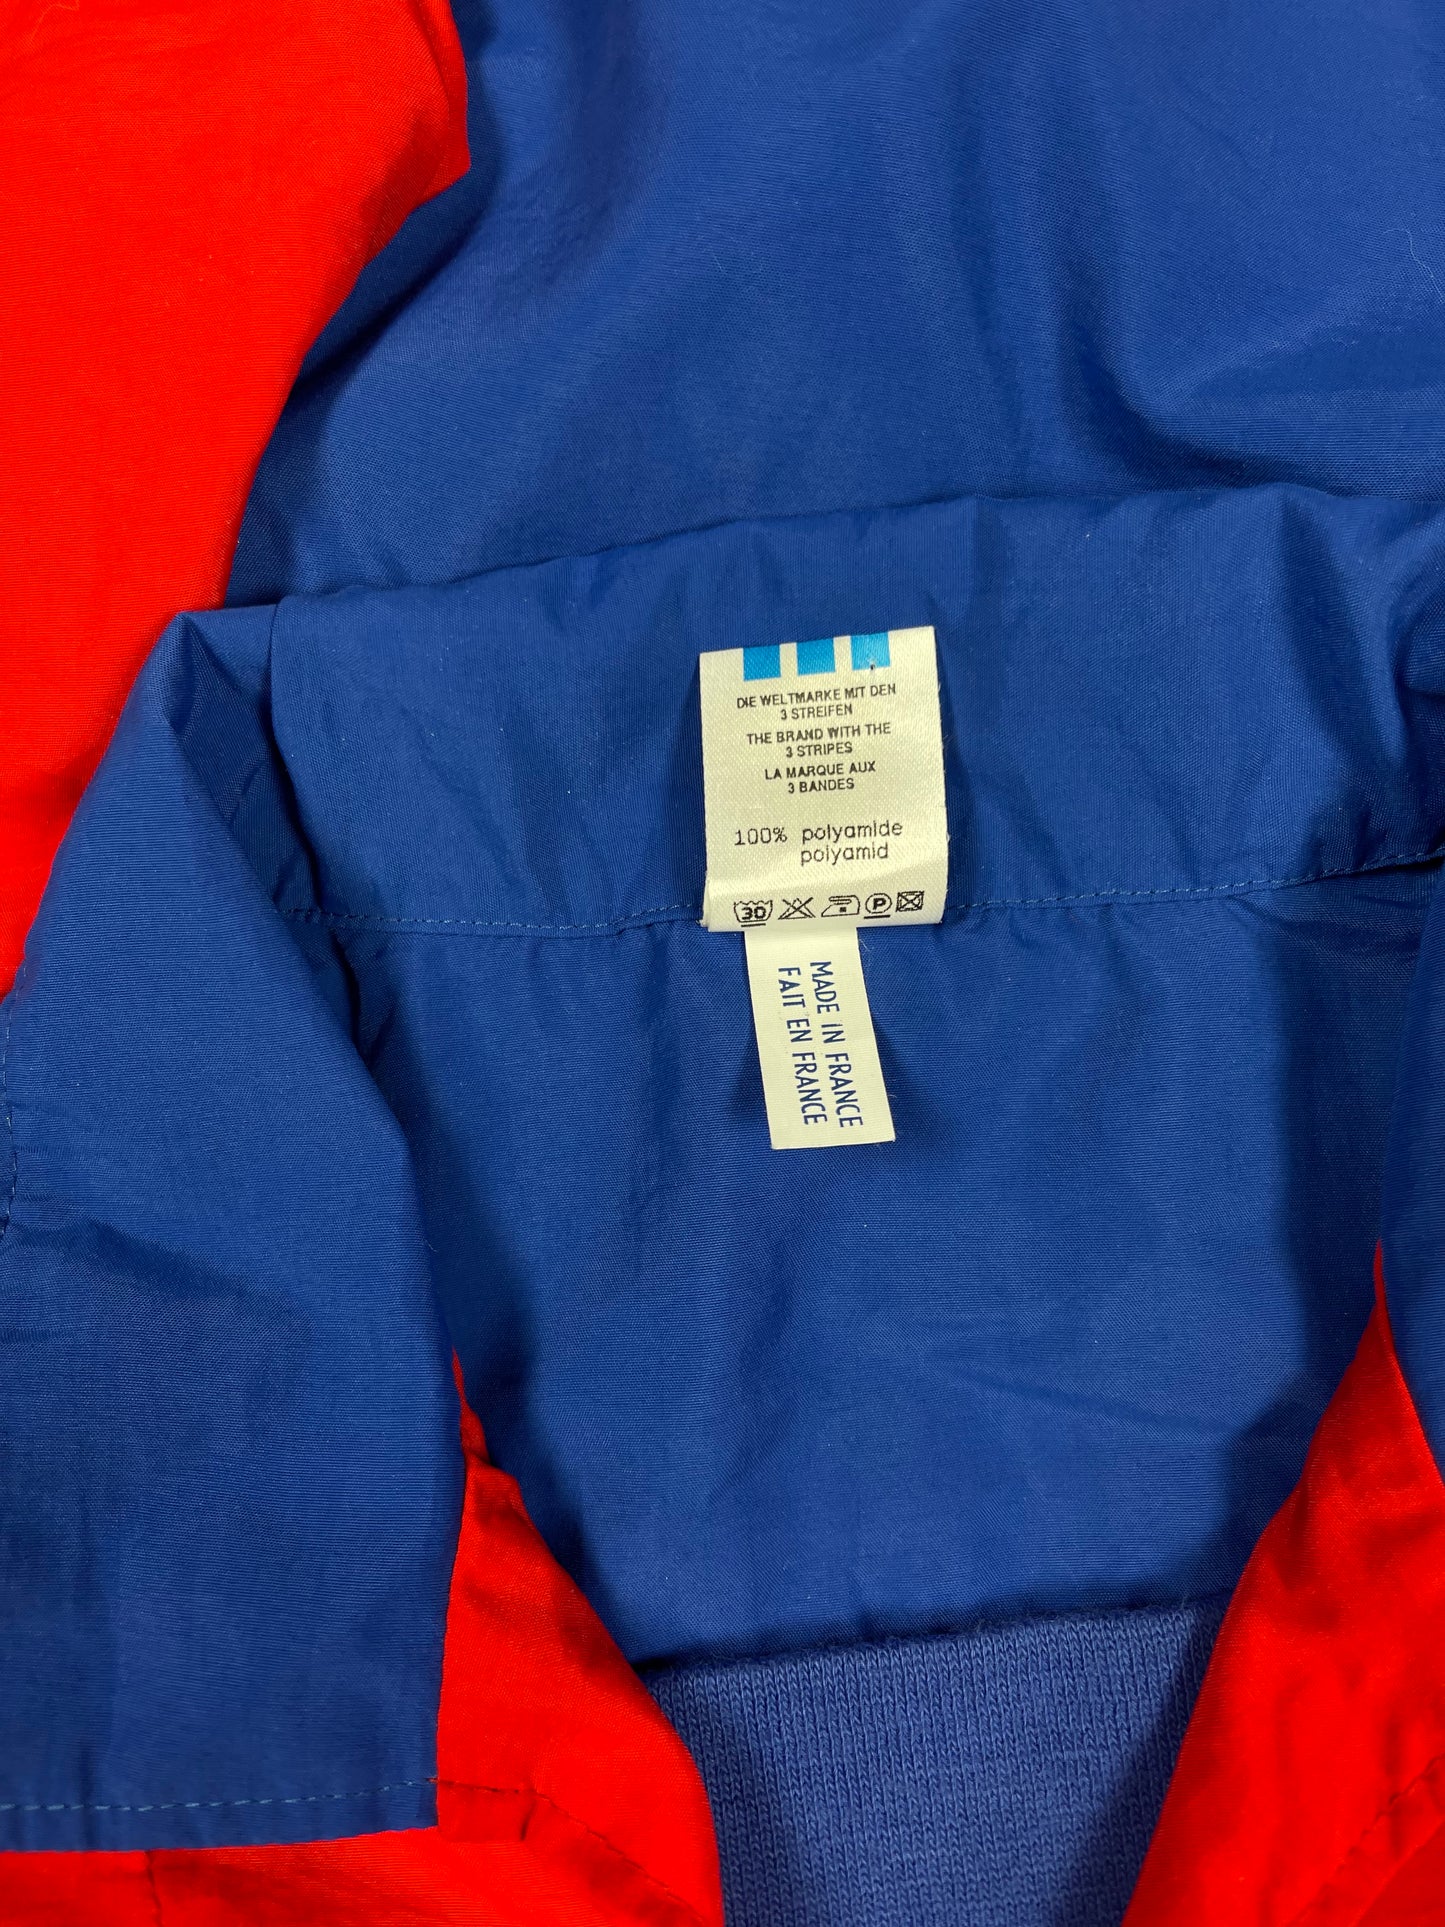 DIE WELTMARKE MIT DEN
3 STREIFEN
THE BRAND WITH THE
3 STRIPES
LA MARQUE AUX
3 BANDES
100% polyamide
polyamid
30 P
MADE IN FRANCE
FAIT EN FRANCE